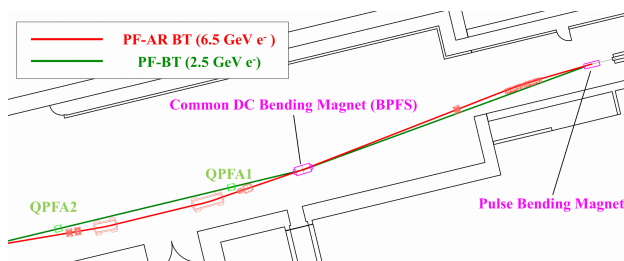 PF-AR BT (6.5 GeV e⁻ )
PF-BT (2.5 GeV e⁻)
Common DC Bending Magnet (BPFS)
QPFA1
QPFA2
Pulse Bending Magnet